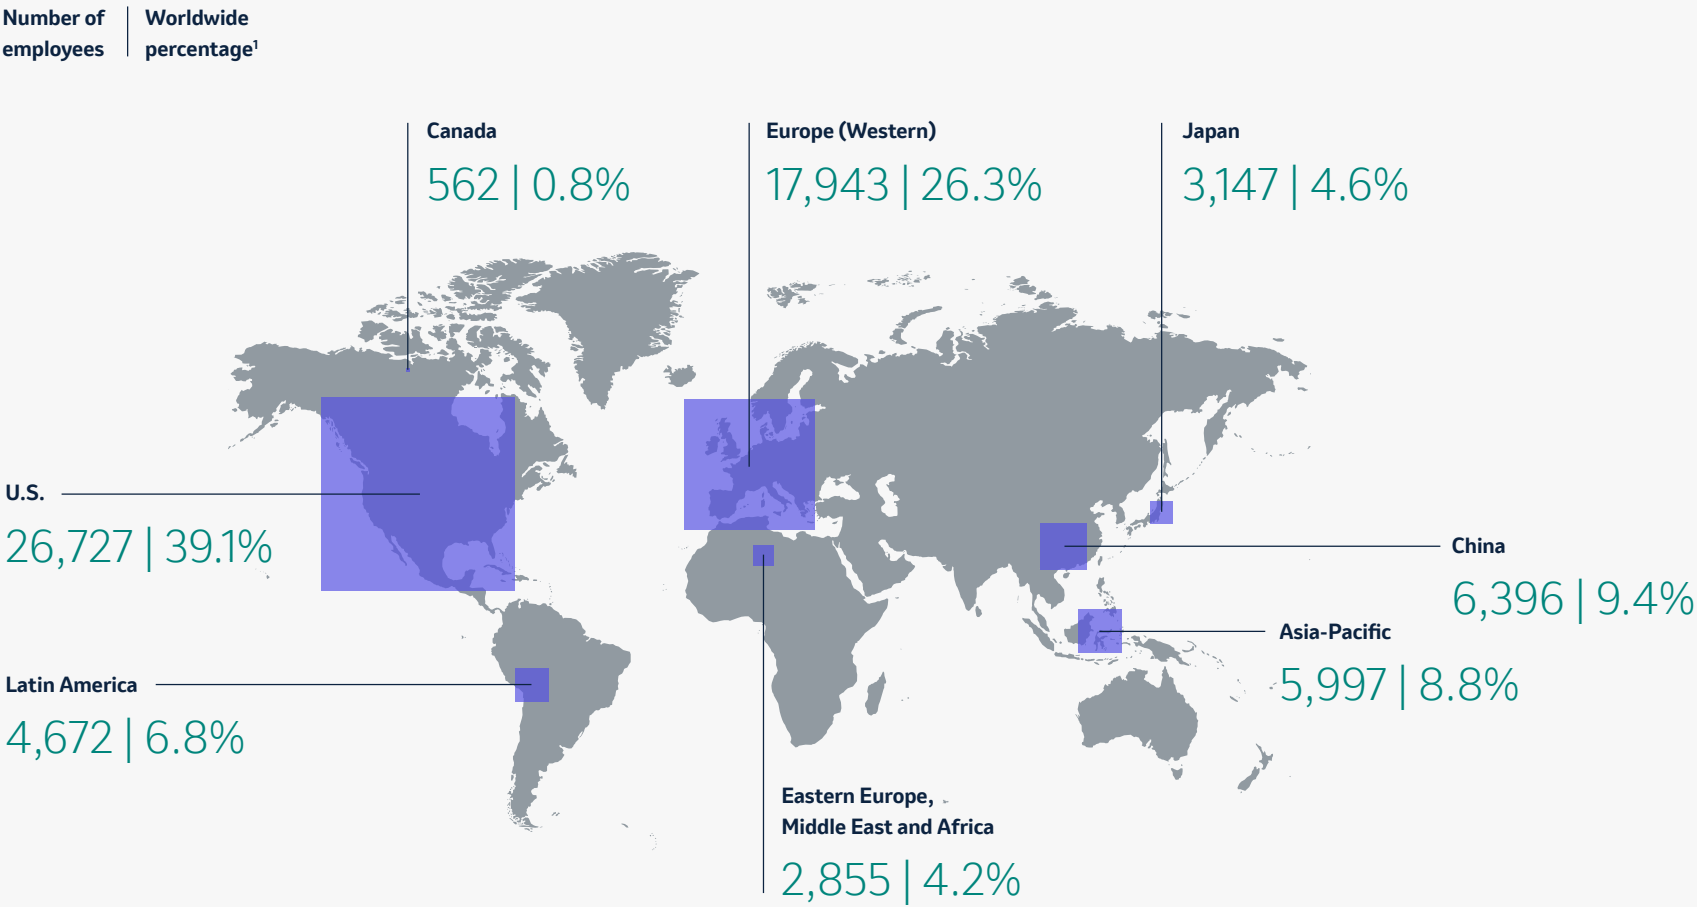 Number of
employees
Worldwide
percentage¹
Canada
562 | 0.8%
Europe (Western)
17,943 | 26.3%
Japan
3,147 | 4.6%
U.S.
26,727 | 39.1%
China
6,396 | 9.4%
Asia-Pacific
5,997 | 8.8%
Latin America
4,672 | 6.8%
Eastern Europe,
Middle East and Africa
2,855 | 4.2%